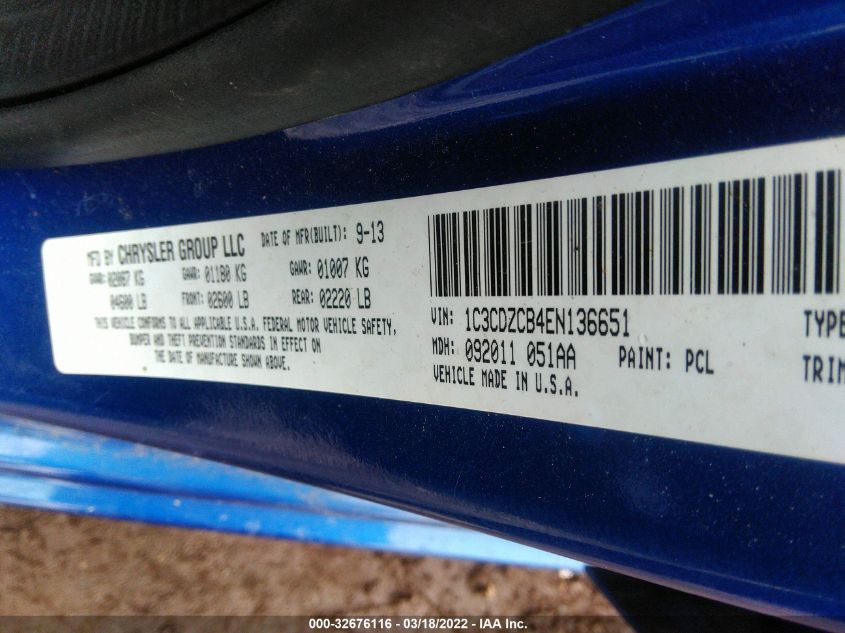 MFD BY CHRYSLER GROUP LLC
DATE OF MFR(BUILT): 9-13
GVWR: 02087 KG GAWR: 01180 KG GAWR: 01007 KG
04600 LB FRONT: 02600 LB REAR: 02220 LB
THIS VEHICLE CONFORMS TO ALL APPLICABLE U.S.A. FEDERAL MOTOR VEHICLE SAFETY,
BUMPER AND THEFT PREVENTION STANDARDS IN EFFECT ON
THE DATE OF MANUFACTURE SHOWN ABOVE.
VIN: 1C3CDZCB4EN136651 TYPE
MDH: 092011 051AA PAINT: PCL TRIM
VEHICLE MADE IN U.S.A.
000-32676116 - 03/18/2022 - IAA Inc.